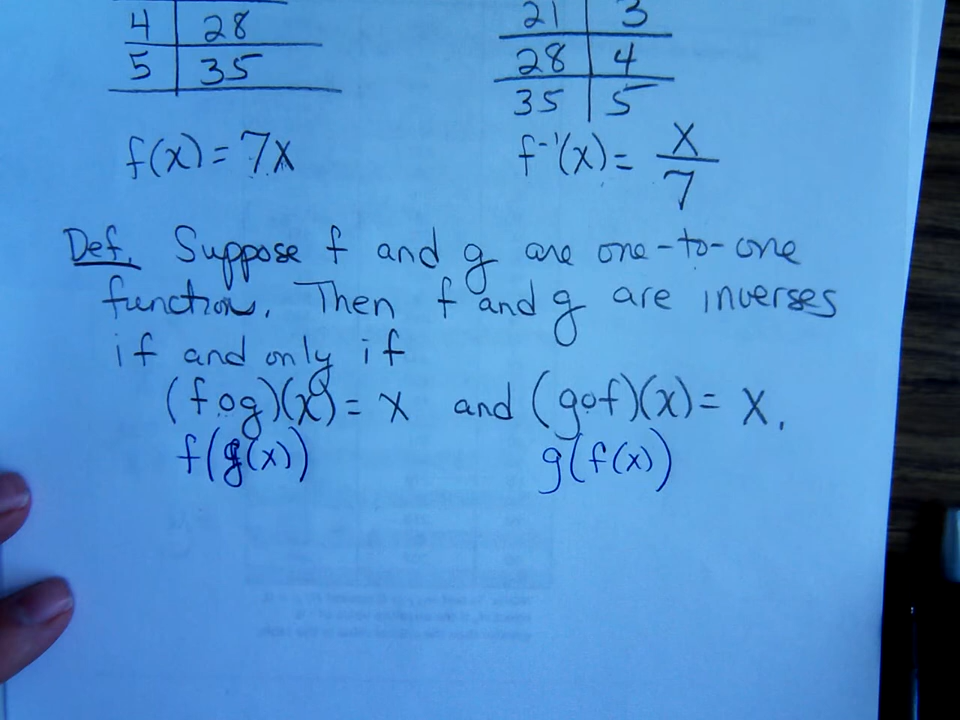 4 28
5 35
21 3
28 4
35 5
f(x) = 7x
f⁻¹(x) = x/7
Def. Suppose f and g are one-to-one
function. Then f and g are inverses
if and only if
(f∘g)(x) = x and (g∘f)(x) = x.
f(g(x)) g(f(x))